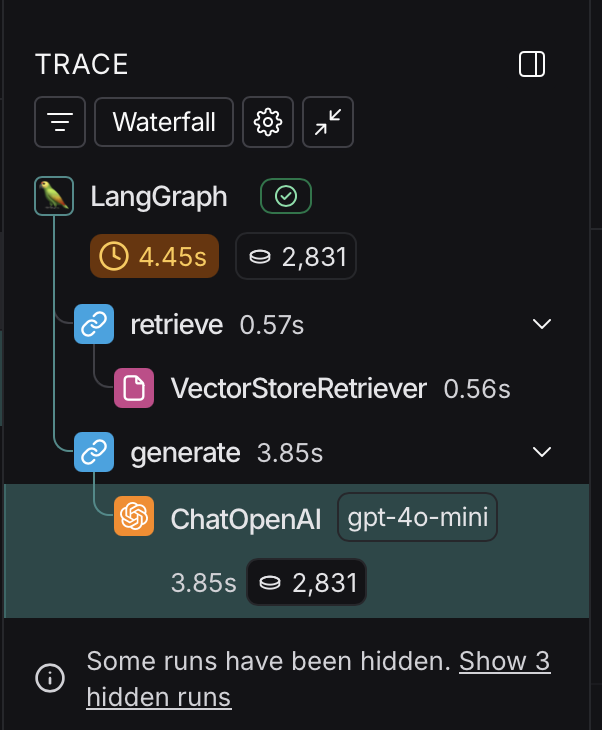 TRACE
Waterfall
LangGraph
4.45s 2,831
retrieve 0.57s
VectorStoreRetriever 0.56s
generate 3.85s
ChatOpenAI gpt-4o-mini
3.85s 2,831
Some runs have been hidden. Show 3
hidden runs